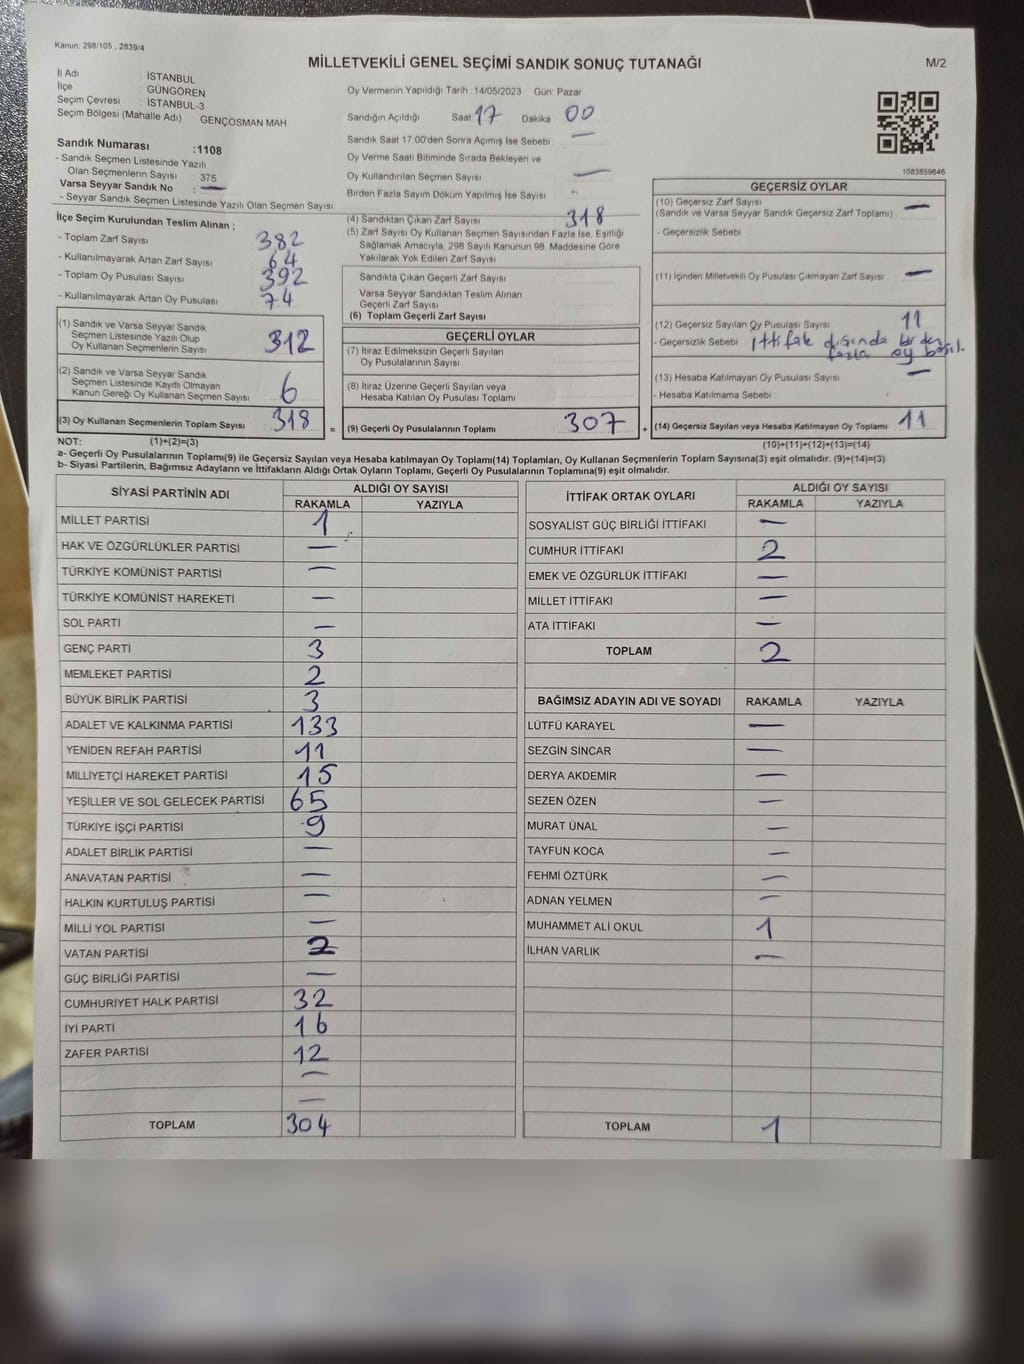 Kanun: 298/105 , 2839/4
MİLLETVEKİLİ GENEL SEÇİMİ SANDIK SONUÇ TUTANAĞI
M/2
İl Adı : İSTANBUL
İlçe : GÜNGÖREN
Seçim Çevresi : İSTANBUL-3
Seçim Bölgesi (Mahalle Adı) GENÇOSMAN MAH.
Sandık Numarası :1108
- Sandık Seçmen Listesinde Yazılı
Olan Seçmenlerin Sayısı : 375
Varsa Seyyar Sandık No : —
- Seyyar Sandık Seçmen Listesinde Yazılı Olan Seçmen Sayısı :
Oy Vermenin Yapıldığı Tarih :14/05/2023 Gün: Pazar
Sandığın Açıldığı Saat 17 Dakika 00
Sandık Saat 17.00'den Sonra Açılmış İse Sebebi —
Oy Verme Saati Bitiminde Sırada Bekleyen ve
Oy Kullandırılan Seçmen Sayısı —
Birden Fazla Sayım Döküm Yapılmış İse Sayısı
1083859646
İlçe Seçim Kurulundan Teslim Alınan ;
- Toplam Zarf Sayısı 382
- Kullanılmayarak Artan Zarf Sayısı 64
- Toplam Oy Pusulası Sayısı 392
- Kullanılmayarak Artan Oy Pusulası 74
(1) Sandık ve Varsa Seyyar Sandık
Seçmen Listesinde Yazılı Olup
Oy Kullanan Seçmenlerin Sayısı 312
(2) Sandık ve Varsa Seyyar Sandık
Seçmen Listesinde Kayıtlı Olmayan
Kanun Gereği Oy Kullanan Seçmen Sayısı 6
(3) Oy Kullanan Seçmenlerin Toplam Sayısı 318 =
(4) Sandıktan Çıkan Zarf Sayısı 318
(5) Zarf Sayısı Oy Kullanan Seçmen Sayısından Fazla İse, Eşitliği
Sağlamak Amacıyla, 298 Sayılı Kanunun 98. Maddesine Göre
Yakılarak Yok Edilen Zarf Sayısı
Sandıkta Çıkan Geçerli Zarf Sayısı
Varsa Seyyar Sandıktan Teslim Alınan
Geçerli Zarf Sayısı
(6) Toplam Geçerli Zarf Sayısı
GEÇERLİ OYLAR
(7) İtiraz Edilmeksizin Geçerli Sayılan
Oy Pusulalarının Sayısı
(8) İtiraz Üzerine Geçerli Sayılan veya
Hesaba Katılan Oy Pusulası Toplamı
(9) Geçerli Oy Pusulalarının Toplamı 307 +
GEÇERSİZ OYLAR
(10) Geçersiz Zarf Sayısı —
(Sandık ve Varsa Seyyar Sandık Geçersiz Zarf Toplamı)
- Geçersizlik Sebebi
(11) İçinden Milletvekili Oy Pusulası Çıkmayan Zarf Sayısı —
(12) Geçersiz Sayılan Oy Pusulası Sayısı 11
- Geçersizlik Sebebi ittifak dışında birden
fazla oy basıl.
(13) Hesaba Katılmayan Oy Pusulası Sayısı —
- Hesaba Katılmama Sebebi :
(14) Geçersiz Sayılan veya Hesaba Katılmayan Oy Toplamı 11
NOT: (1)+(2)=(3)
(10)+(11)+(12)+(13)=(14)
a- Geçerli Oy Pusulalarının Toplamı(9) ile Geçersiz Sayılan veya Hesaba katılmayan Oy Toplamı(14) Toplamları, Oy Kullanan Seçmenlerin Toplam Sayısına(3) eşit olmalıdır. (9)+(14)=(3)
b- Siyasi Partilerin, Bağımsız Adayların ve İttifakların Aldığı Ortak Oyların Toplamı, Geçerli Oy Pusulalarının Toplamına(9) eşit olmalıdır.
SİYASİ PARTİNİN ADI ALDIĞI OY SAYISI
RAKAMLA YAZIYLA
MİLLET PARTİSİ 1
HAK VE ÖZGÜRLÜKLER PARTİSİ —
TÜRKİYE KOMÜNİST PARTİSİ —
TÜRKİYE KOMÜNİST HAREKETİ —
SOL PARTİ —
GENÇ PARTİ 3
MEMLEKET PARTİSİ 2
BÜYÜK BİRLİK PARTİSİ 3
ADALET VE KALKINMA PARTİSİ 133
YENİDEN REFAH PARTİSİ 11
MİLLİYETÇİ HAREKET PARTİSİ 15
YEŞİLLER VE SOL GELECEK PARTİSİ 65
TÜRKİYE İŞÇİ PARTİSİ 9
ADALET BİRLİK PARTİSİ —
ANAVATAN PARTİSİ —
HALKIN KURTULUŞ PARTİSİ —
MİLLİ YOL PARTİSİ —
VATAN PARTİSİ 2
GÜÇ BİRLİĞİ PARTİSİ —
CUMHURİYET HALK PARTİSİ 32
İYİ PARTİ 16
ZAFER PARTİSİ 12
—
—
TOPLAM 304
İTTİFAK ORTAK OYLARI ALDIĞI OY SAYISI
RAKAMLA YAZIYLA
SOSYALİST GÜÇ BİRLİĞİ İTTİFAKI —
CUMHUR İTTİFAKI 2
EMEK VE ÖZGÜRLÜK İTTİFAKI —
MİLLET İTTİFAKI —
ATA İTTİFAKI —
TOPLAM 2
BAĞIMSIZ ADAYIN ADI VE SOYADI RAKAMLA YAZIYLA
LÜTFÜ KARAYEL —
SEZGİN SİNCAR —
DERYA AKDEMİR —
SEZEN ÖZEN —
MURAT ÜNAL —
TAYFUN KOCA —
FEHMİ ÖZTÜRK —
ADNAN YELMEN —
MUHAMMET ALİ OKUL 1
İLHAN VARLIK —
TOPLAM 1